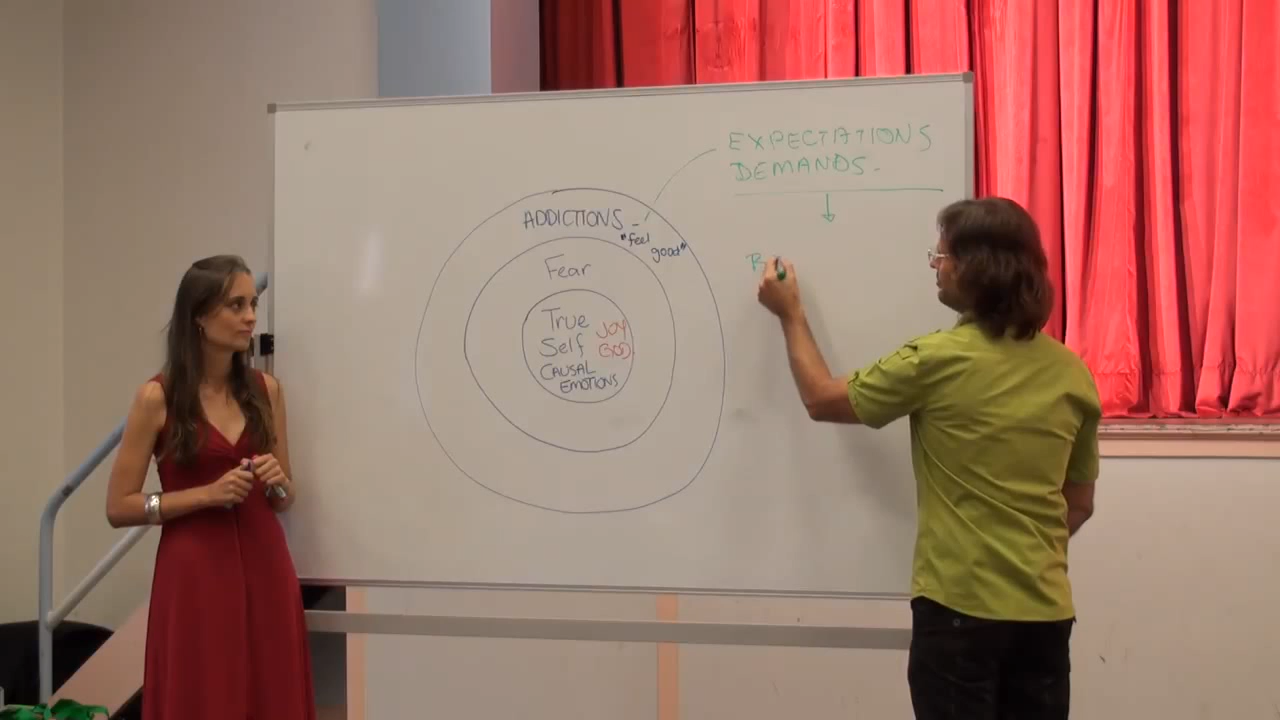 EXPECTATIONS
DEMANDS.
ADDICTIONS -
"feel
good"
Fear
True
Self
JOY
GOD
CAUSAL
EMOTIONS
B